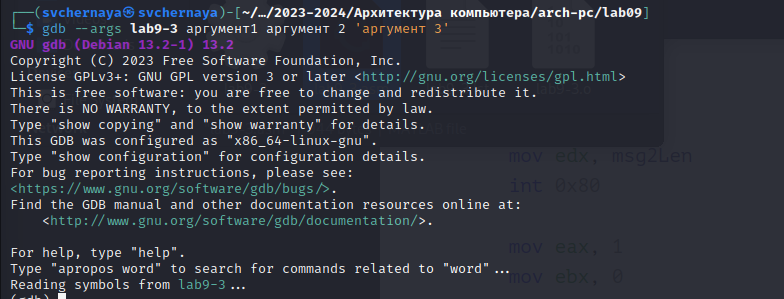 ┌──(svchernaya㉿svchernaya)-[~/…/2023-2024/Архитектура компьютера/arch-pc/lab09]
└─$ gdb --args lab9-3 аргумент1 аргумент 2 'аргумент 3'
GNU gdb (Debian 13.2-1) 13.2
Copyright (C) 2023 Free Software Foundation, Inc.
License GPLv3+: GNU GPL version 3 or later <http://gnu.org/licenses/gpl.html>
This is free software: you are free to change and redistribute it.
There is NO WARRANTY, to the extent permitted by law.
Type "show copying" and "show warranty" for details.
This GDB was configured as "x86_64-linux-gnu".
Type "show configuration" for configuration details.
For bug reporting instructions, please see:
<https://www.gnu.org/software/gdb/bugs/>.
Find the GDB manual and other documentation resources online at:
    <http://www.gnu.org/software/gdb/documentation/>.

For help, type "help".
Type "apropos word" to search for commands related to "word"...
Reading symbols from lab9-3...
(gdb)
mov edx, msg2Len
int 0x80
mov eax, 1
mov ebx, 0